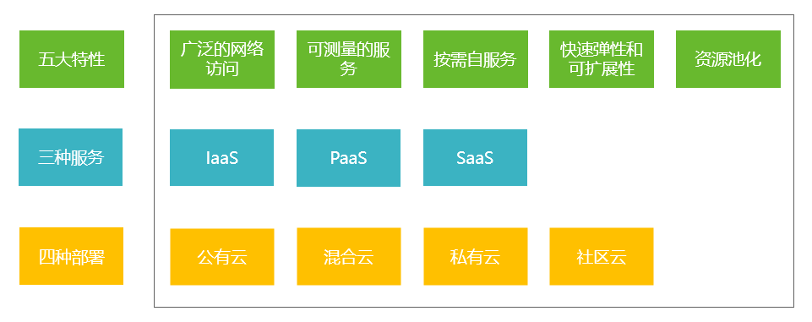 五大特性
广泛的网络
访问
可测量的服
务
按需自服务
快速弹性和
可扩展性
资源池化
三种服务
IaaS
PaaS
SaaS
四种部署
公有云
混合云
私有云
社区云